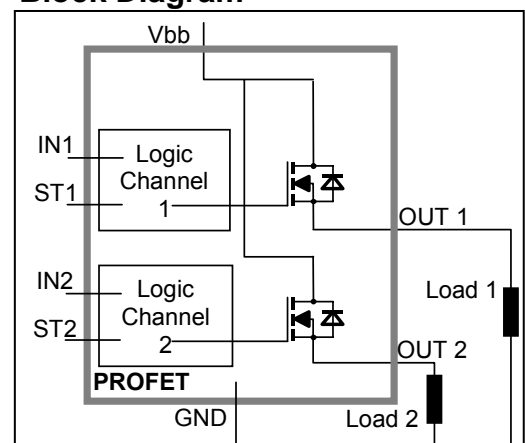 Block Diagram
Vbb
IN1
Logic
Channel
1
ST1
OUT 1
IN2
Logic
Channel
2
ST2
Load 1
OUT 2
PROFET
GND
Load 2